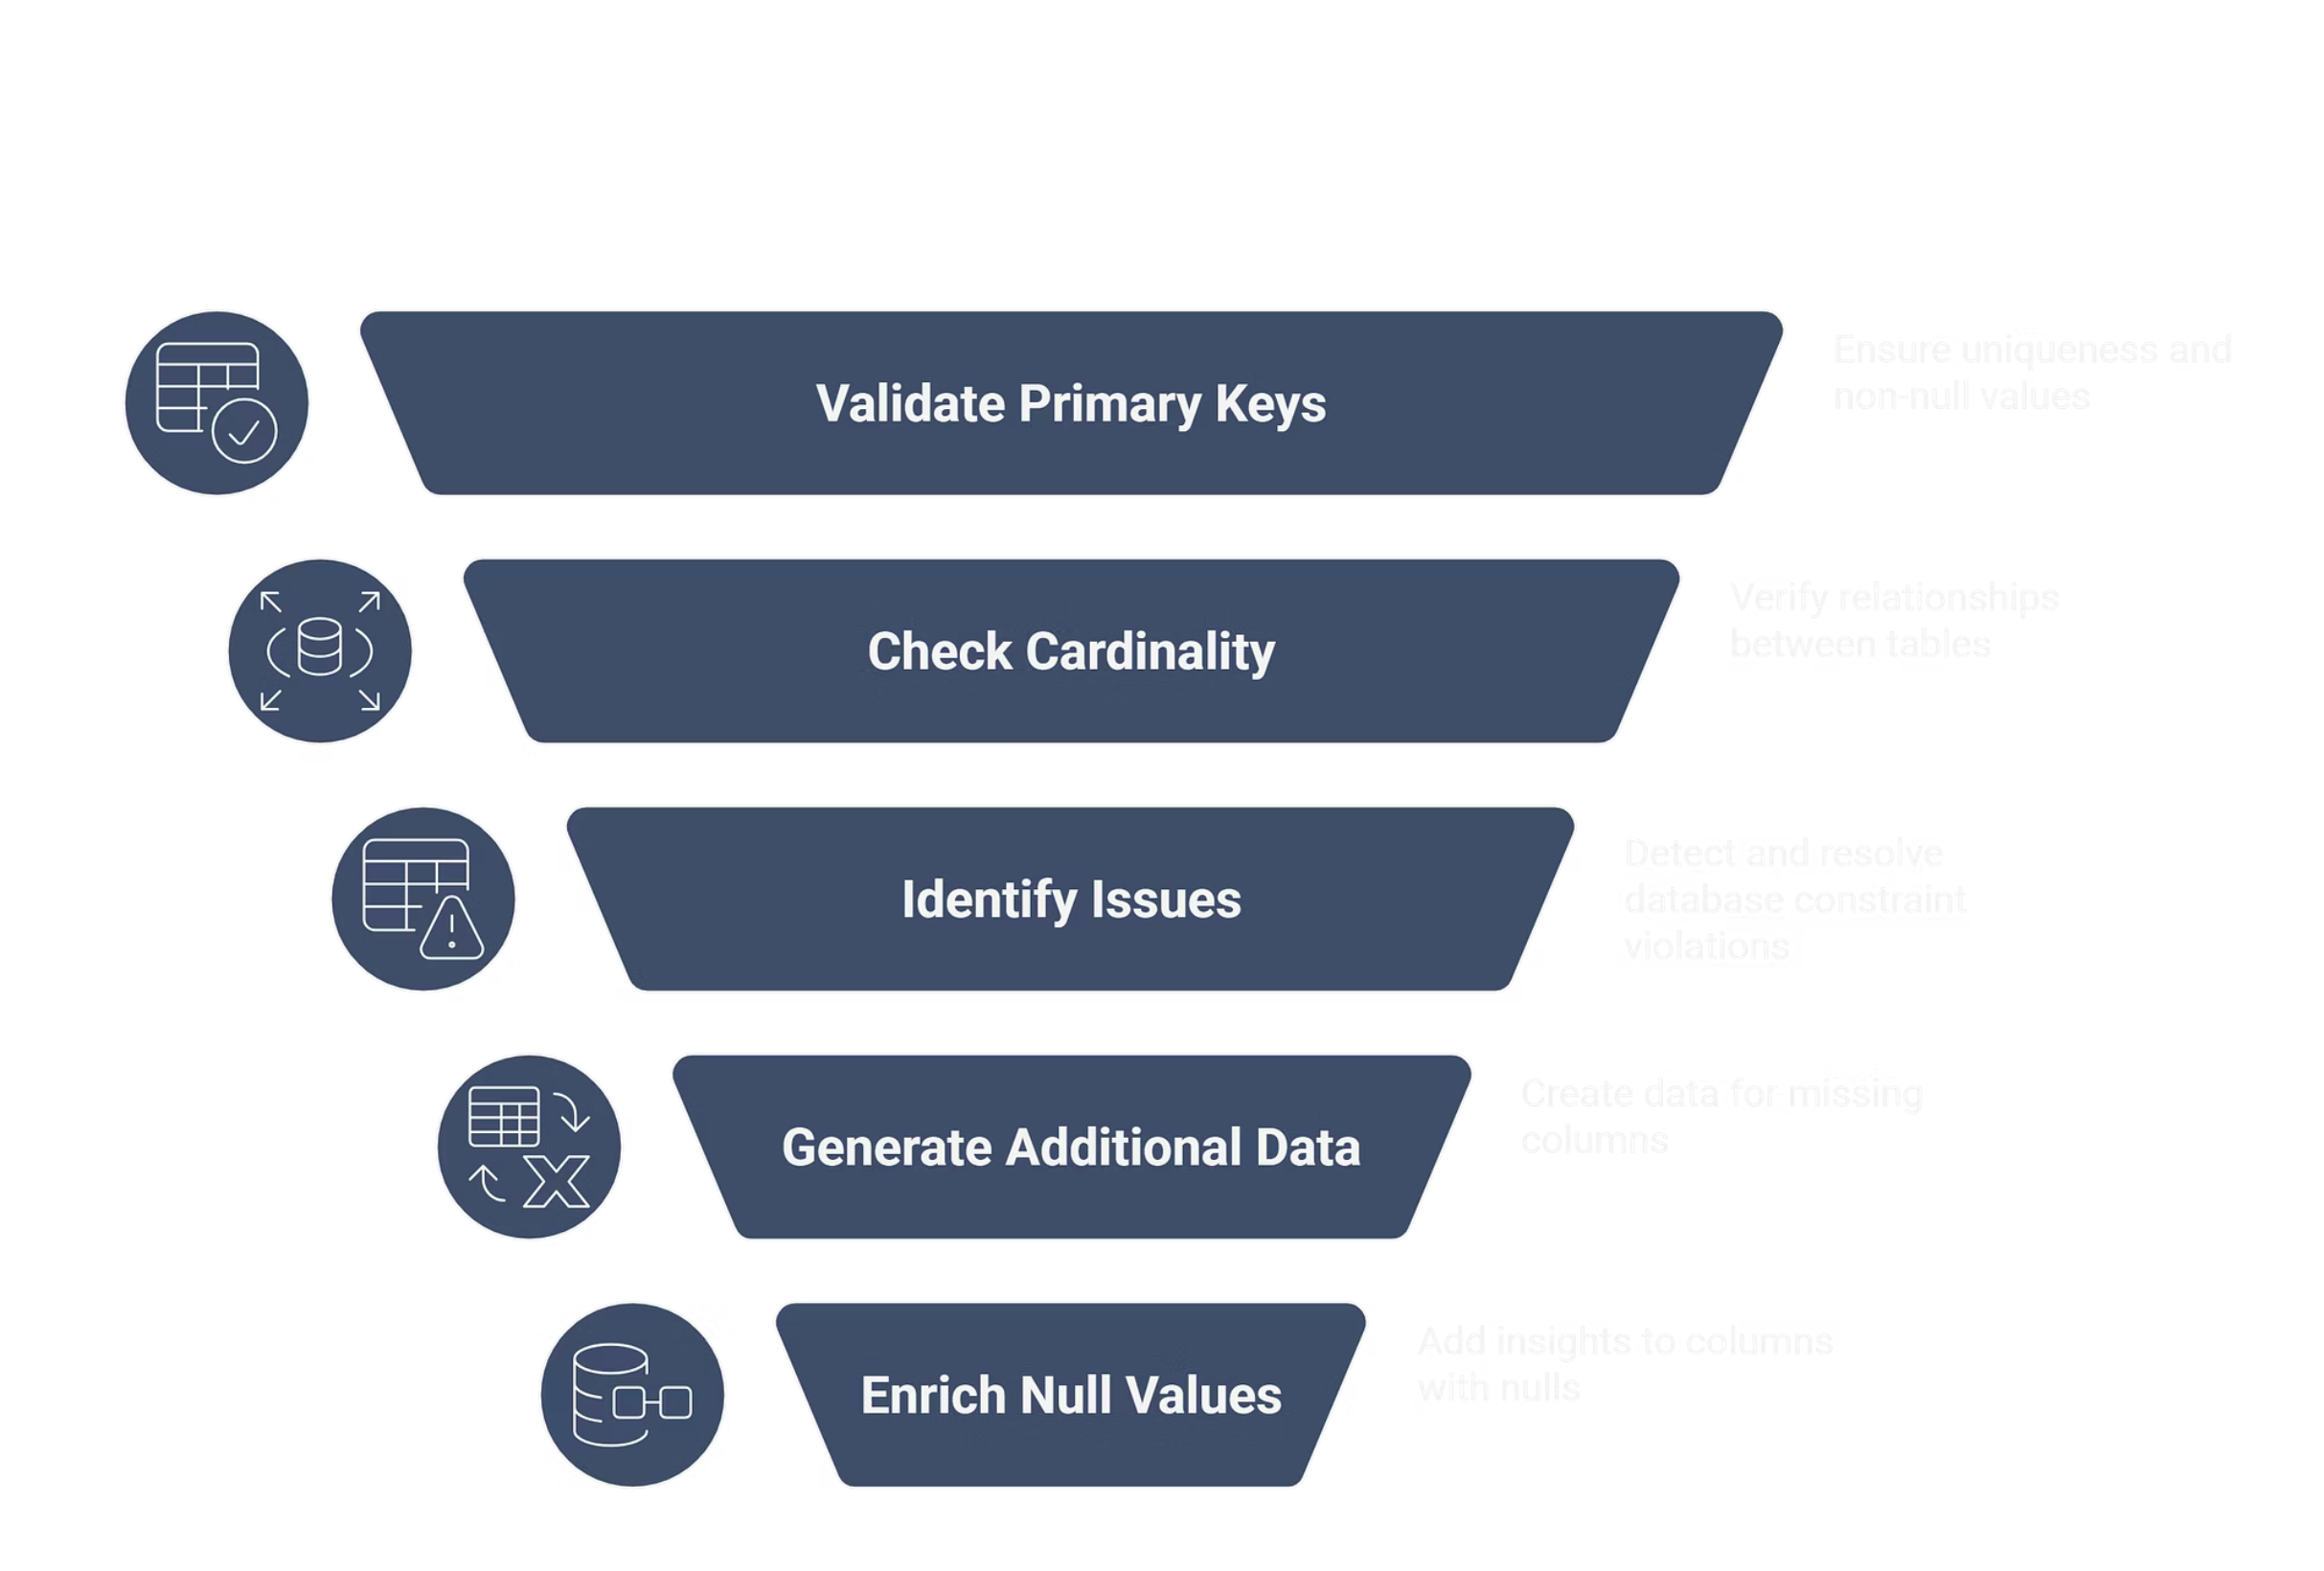 Validate Primary Keys
Ensure uniqueness and
non-null values
Check Cardinality
Verify relationships
between tables
Identify Issues
Detect and resolve
database constraint
violations
Generate Additional Data
Create data for missing
columns
Enrich Null Values
Add insights to columns
with nulls